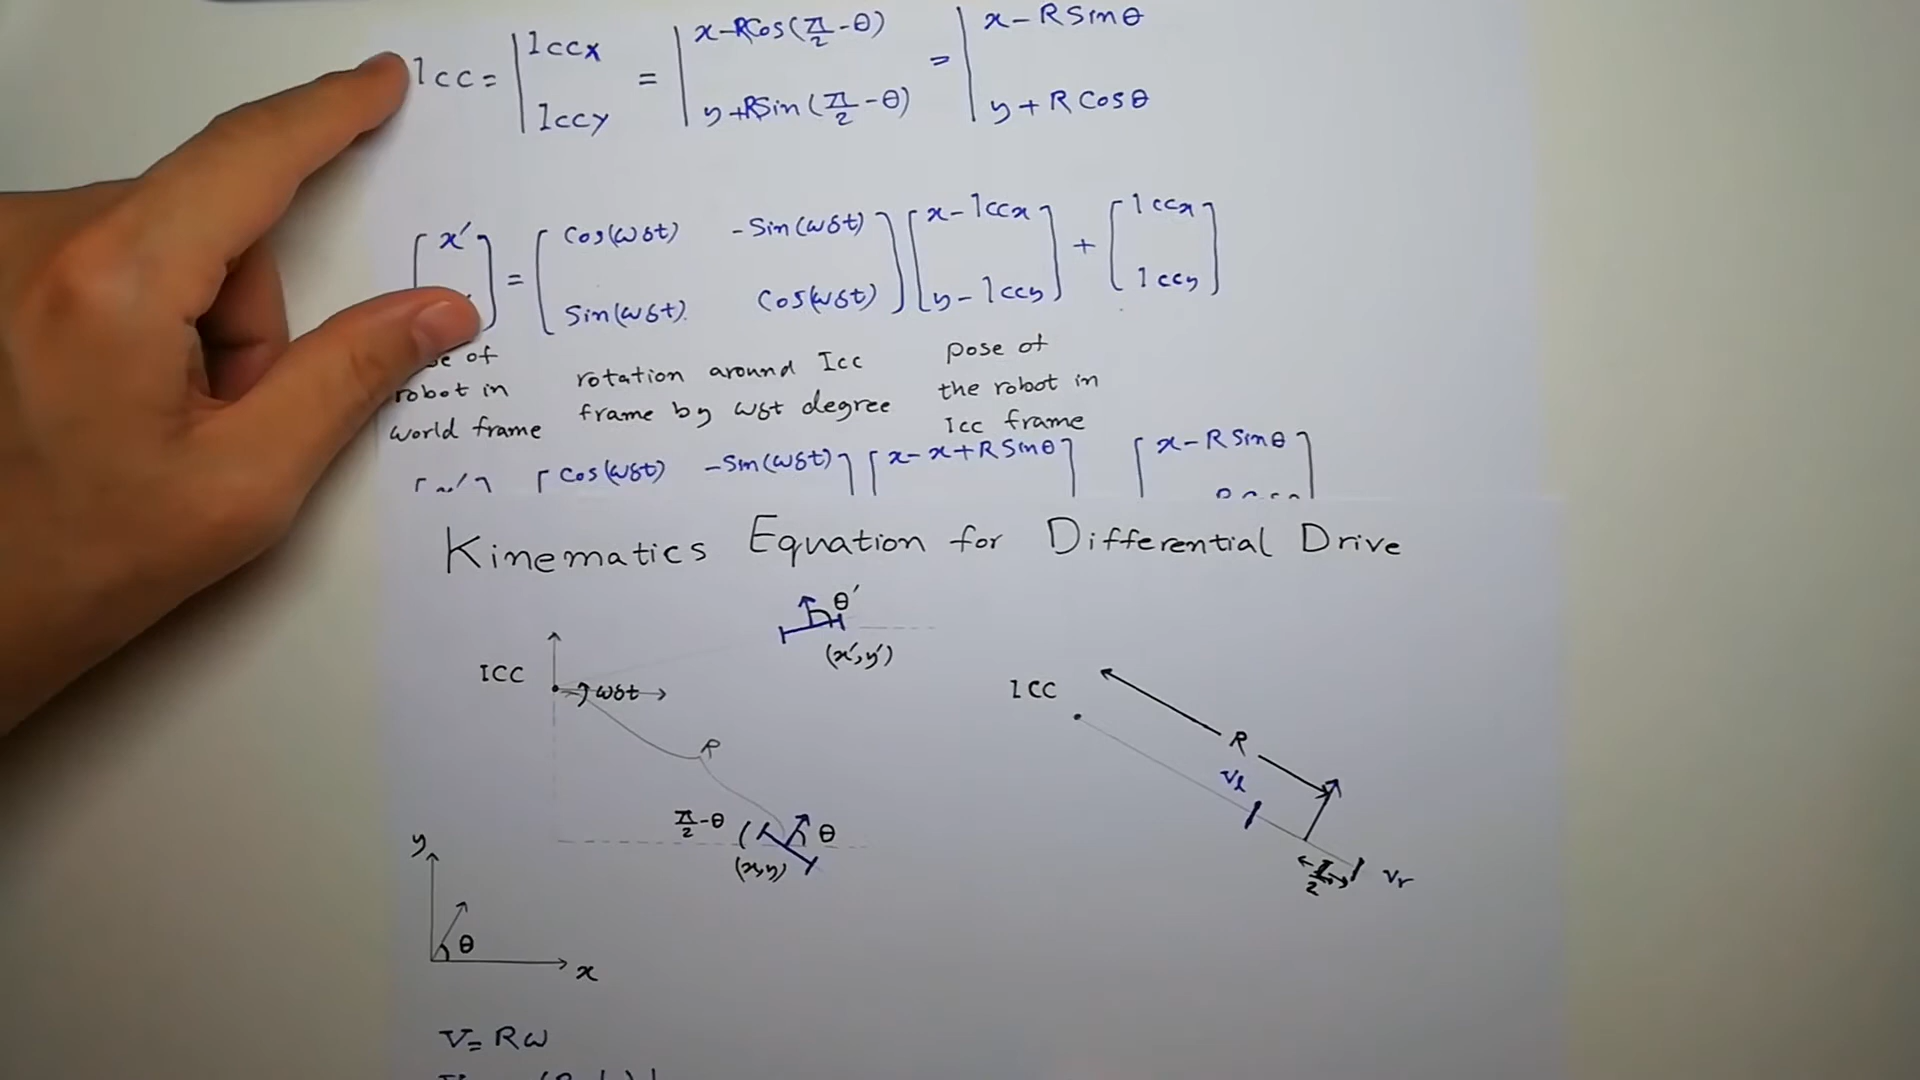 Icc = | Iccx = | x-RCos(π/2-θ) = | x-RSinθ
Iccy y+RSin(π/2-θ) y+RCosθ
[x' = [Cos(ωδt) -Sin(ωδt)] [x-Iccx] + [Iccx]
Sin(ωδt) Cos(ωδt) y-Iccy Iccy
of
robot in
world frame
rotation around Icc
frame by ωδt degree
pose of
the robot in
Icc frame
[Cos(ωδt) -Sin(ωδt)] [x-x+RSinθ] [x-RSinθ]
Kinematics Equation for Differential Drive
θ'
(x',y')
ICC
ωδt
R
π/2-θ
θ
(x,y)
y
θ
x
ICC
R
Vl
l/2
Vr
V=Rω